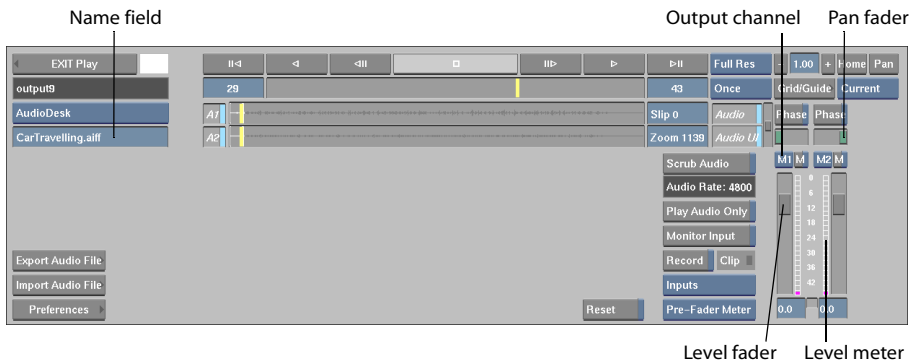 Name field
Output channel
Pan fader
EXIT Play
Full Res
- 1.00 + Home Pan
output9
29
43
Once
Grid/Guide
Current
AudioDesk
A1
Slip 0
Audio
Phase Phase
CarTravelling.aiff
A2
Zoom 1139
Audio UI
Scrub Audio
M1 M M2 M
Audio Rate: 4800
0
6
Play Audio Only
12
18
Monitor Input
24
Export Audio File
Record
Clip
30
36
Import Audio File
Inputs
42
Preferences
Reset
Pre-Fader Meter
0.0
0.0
Level fader
Level meter